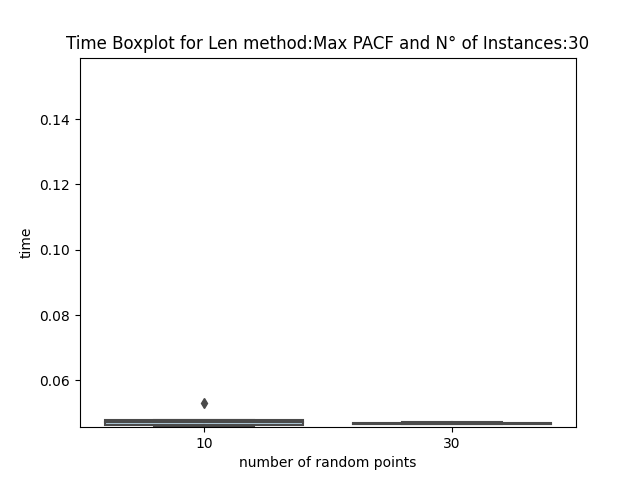 Time Boxplot for Len method:Max PACF and N° of Instances:30
0.14
0.12
0.10
0.08
0.06
time
10 30
number of random points